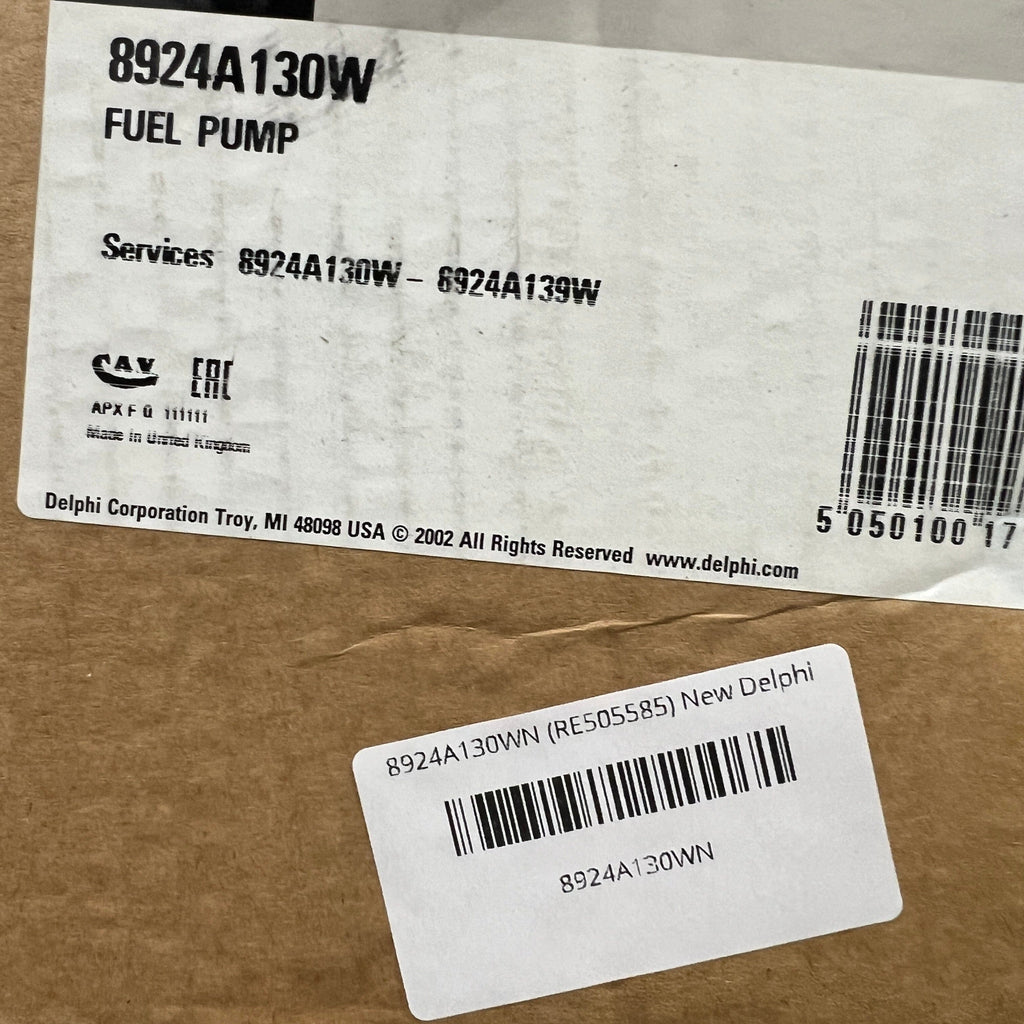 8924A130W
FUEL PUMP
Services 8924A130W - 8924A139W
CAV EAC
APX F Q 111111
Made in United Kingdom
5 050100 17
Delphi Corporation Troy, MI 48098 USA © 2002 All Rights Reserved www.delphi.com
8924A130WN (RE505585) New Delphi
8924A130WN